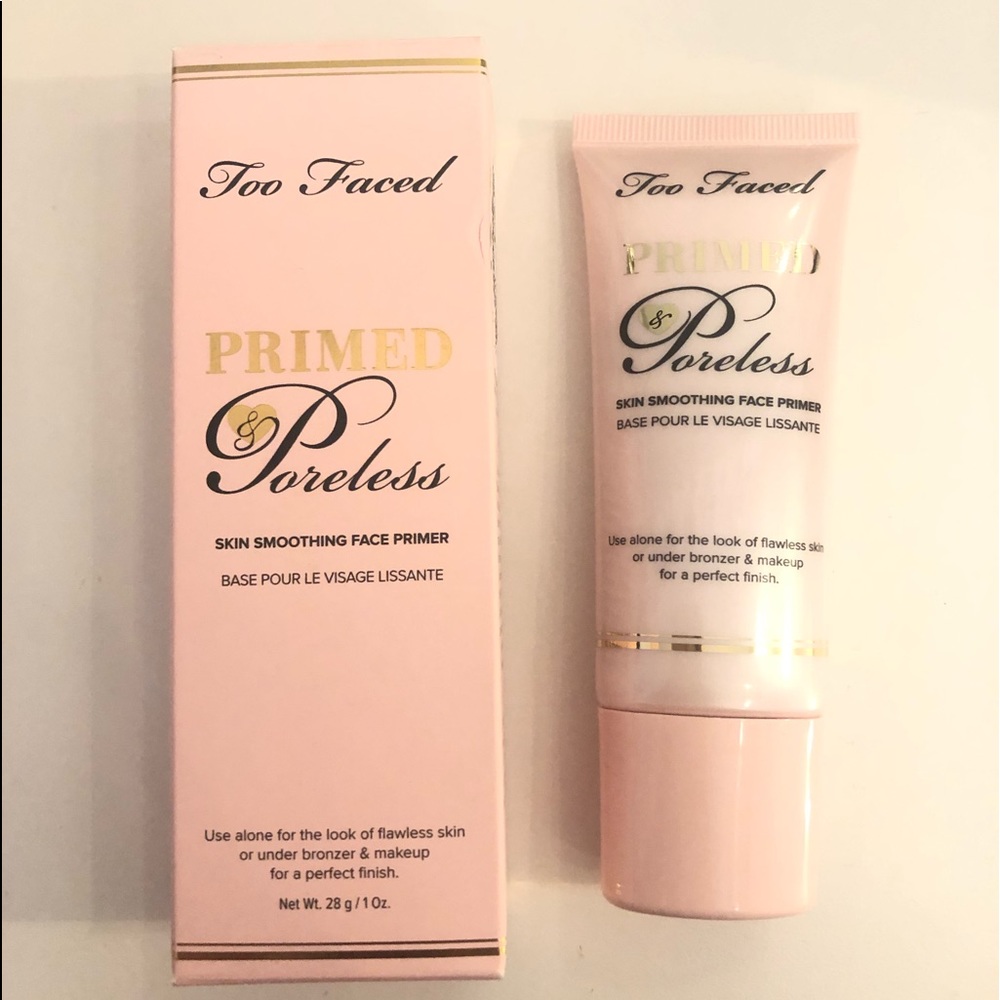 Too Faced
PRIMED
&
Poreless
SKIN SMOOTHING FACE PRIMER
BASE POUR LE VISAGE LISSANTE
Use alone for the look of flawless skin
or under bronzer & makeup
for a perfect finish.
Net Wt. 28 g / 1 Oz.
Too Faced
PRIMED
&
Poreless
SKIN SMOOTHING FACE PRIMER
BASE POUR LE VISAGE LISSANTE
Use alone for the look of flawless skin
or under bronzer & makeup
for a perfect finish.